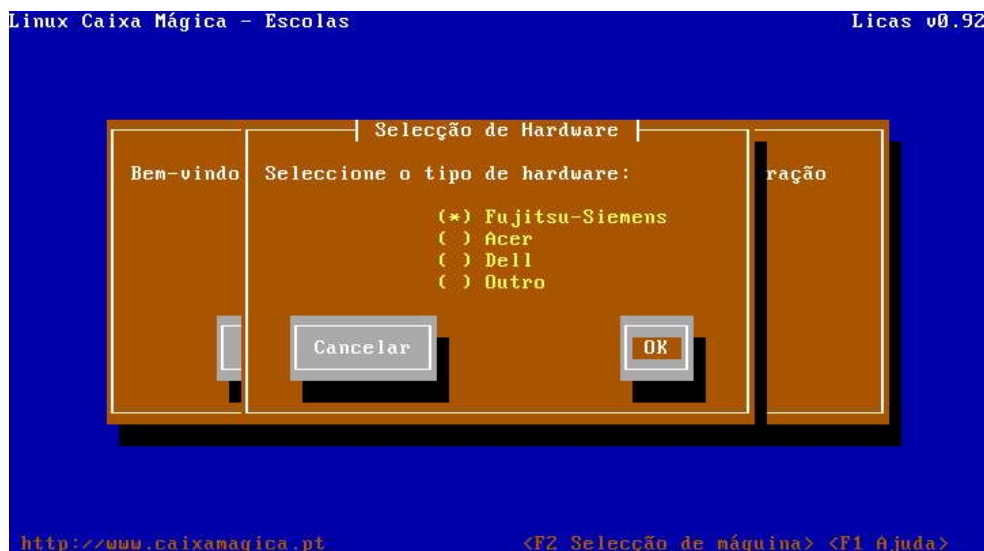 Linux Caixa Mágica - Escolas Licas v0.92
Selecção de Hardware
Bem-vindo Seleccione o tipo de hardware: ração
(*) Fujitsu-Siemens
( ) Acer
( ) Dell
( ) Outro
Cancelar OK
http://www.caixamagica.pt <F2 Selecção de máquina> <F1 Ajuda>